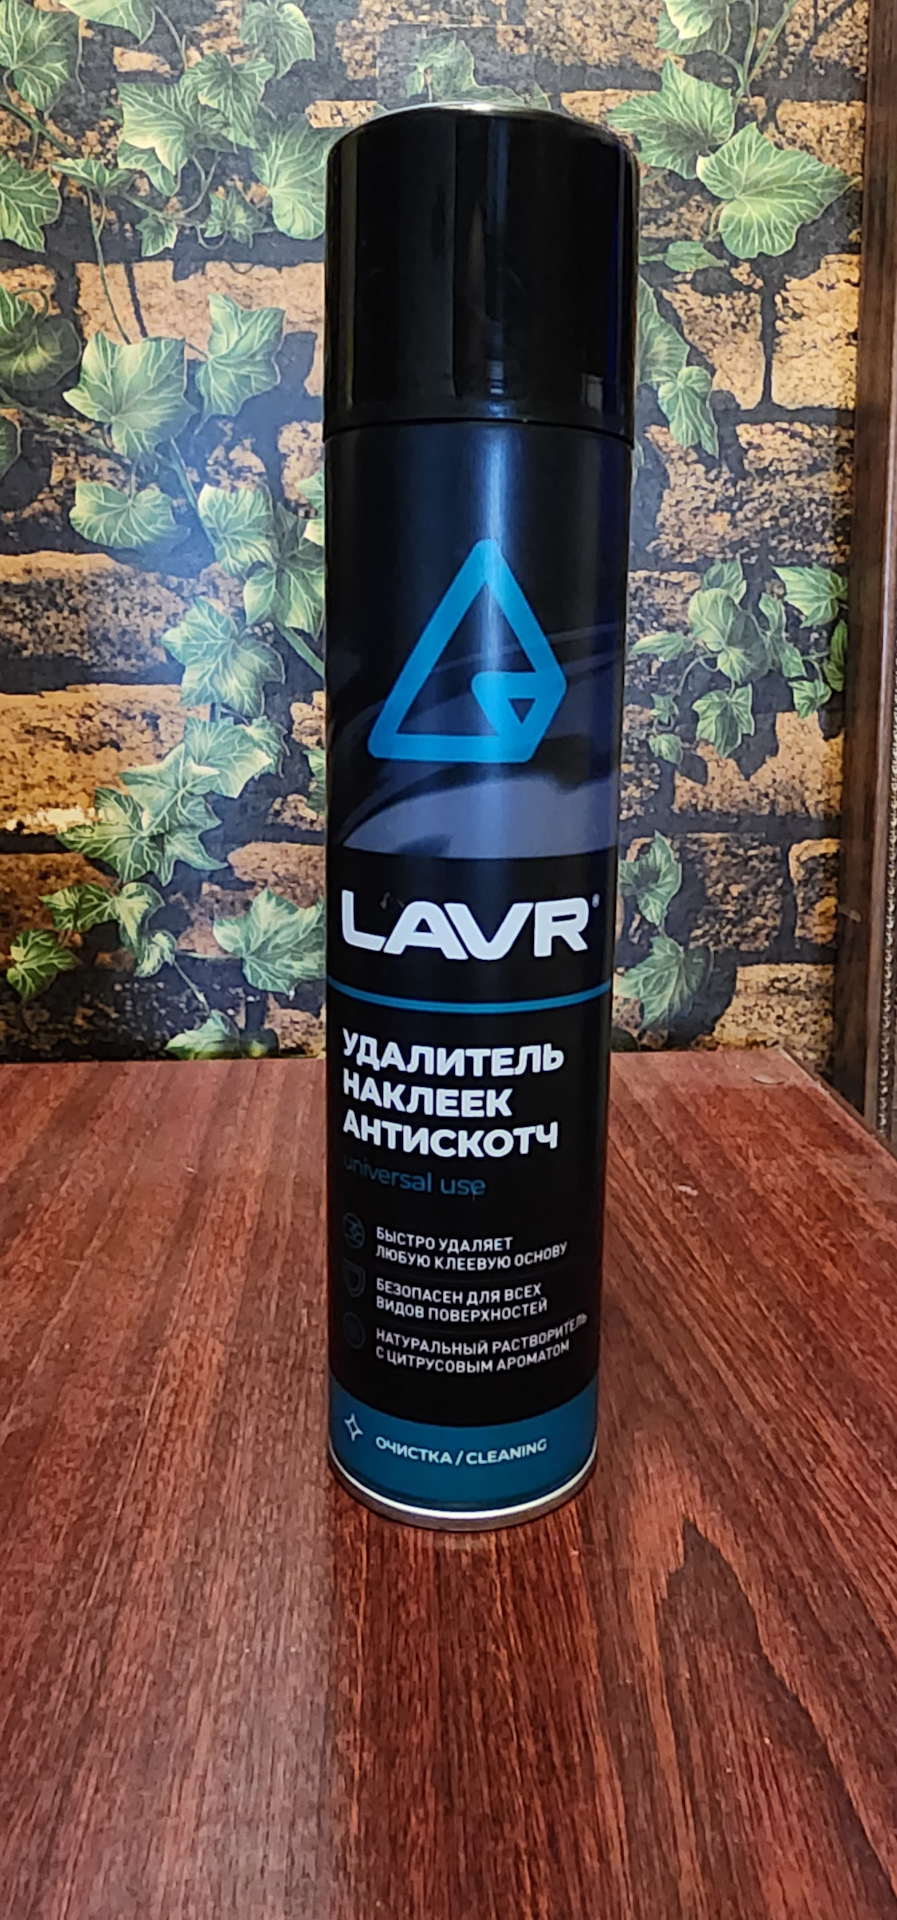 LAVR®
УДАЛИТЕЛЬ
НАКЛЕЕК
АНТИСКОТЧ
universal use
БЫСТРО УДАЛЯЕТ
ЛЮБУЮ КЛЕЕВУЮ ОСНОВУ
БЕЗОПАСЕН ДЛЯ ВСЕХ
ВИДОВ ПОВЕРХНОСТЕЙ
НАТУРАЛЬНЫЙ РАСТВОРИТЕЛЬ
С ЦИТРУСОВЫМ АРОМАТОМ
ОЧИСТКА / CLEANING